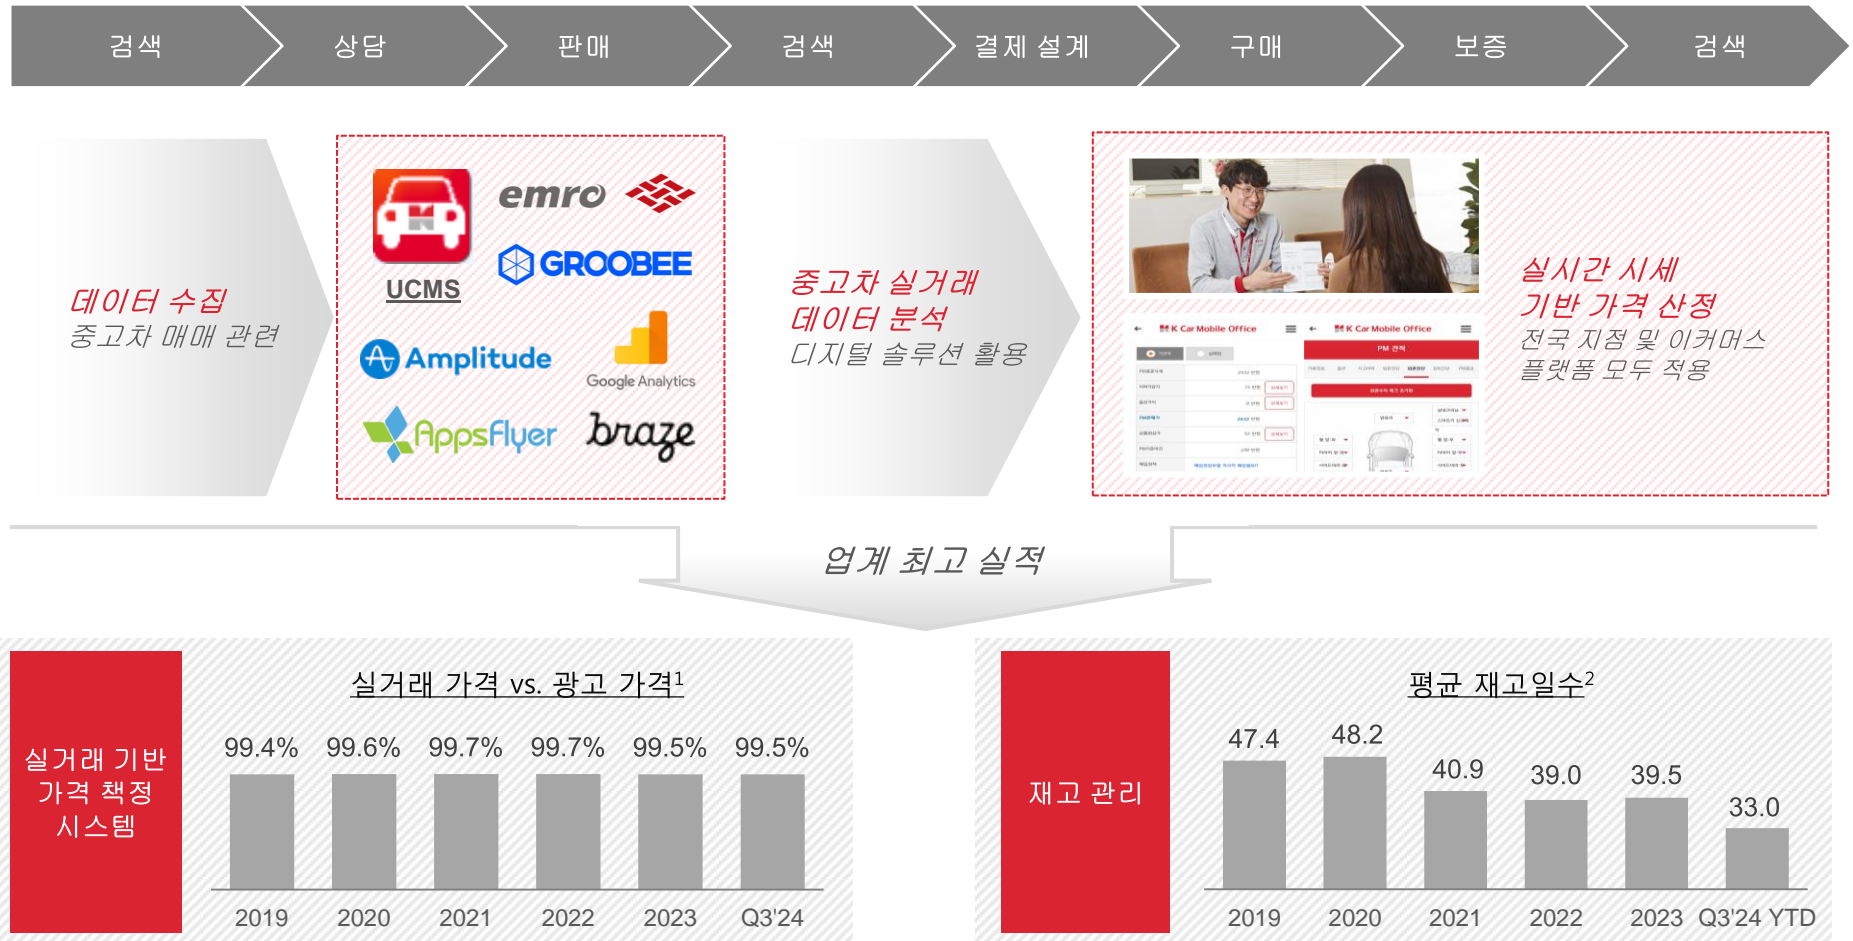 검색
상담
판매
검색
결제 설계
구매
보증
검색
데이터 수집
중고차 매매 관련
UCMS
emro
GROOBEE
Amplitude
Google Analytics
AppsFlyer
braze
중고차 실거래
데이터 분석
디지털 솔루션 활용
K Car Mobile Office
K Car Mobile Office
PM 견적
실시간 시세
기반 가격 산정
전국 지점 및 이커머스
플랫폼 모두 적용
업계 최고 실적
실거래 기반
가격 책정
시스템
실거래 가격 vs. 광고 가격1
99.4% 99.6% 99.7% 99.7% 99.5% 99.5%
2019 2020 2021 2022 2023 Q3'24
재고 관리
평균 재고일수2
47.4 48.2 40.9 39.0 39.5 33.0
2019 2020 2021 2022 2023 Q3'24 YTD